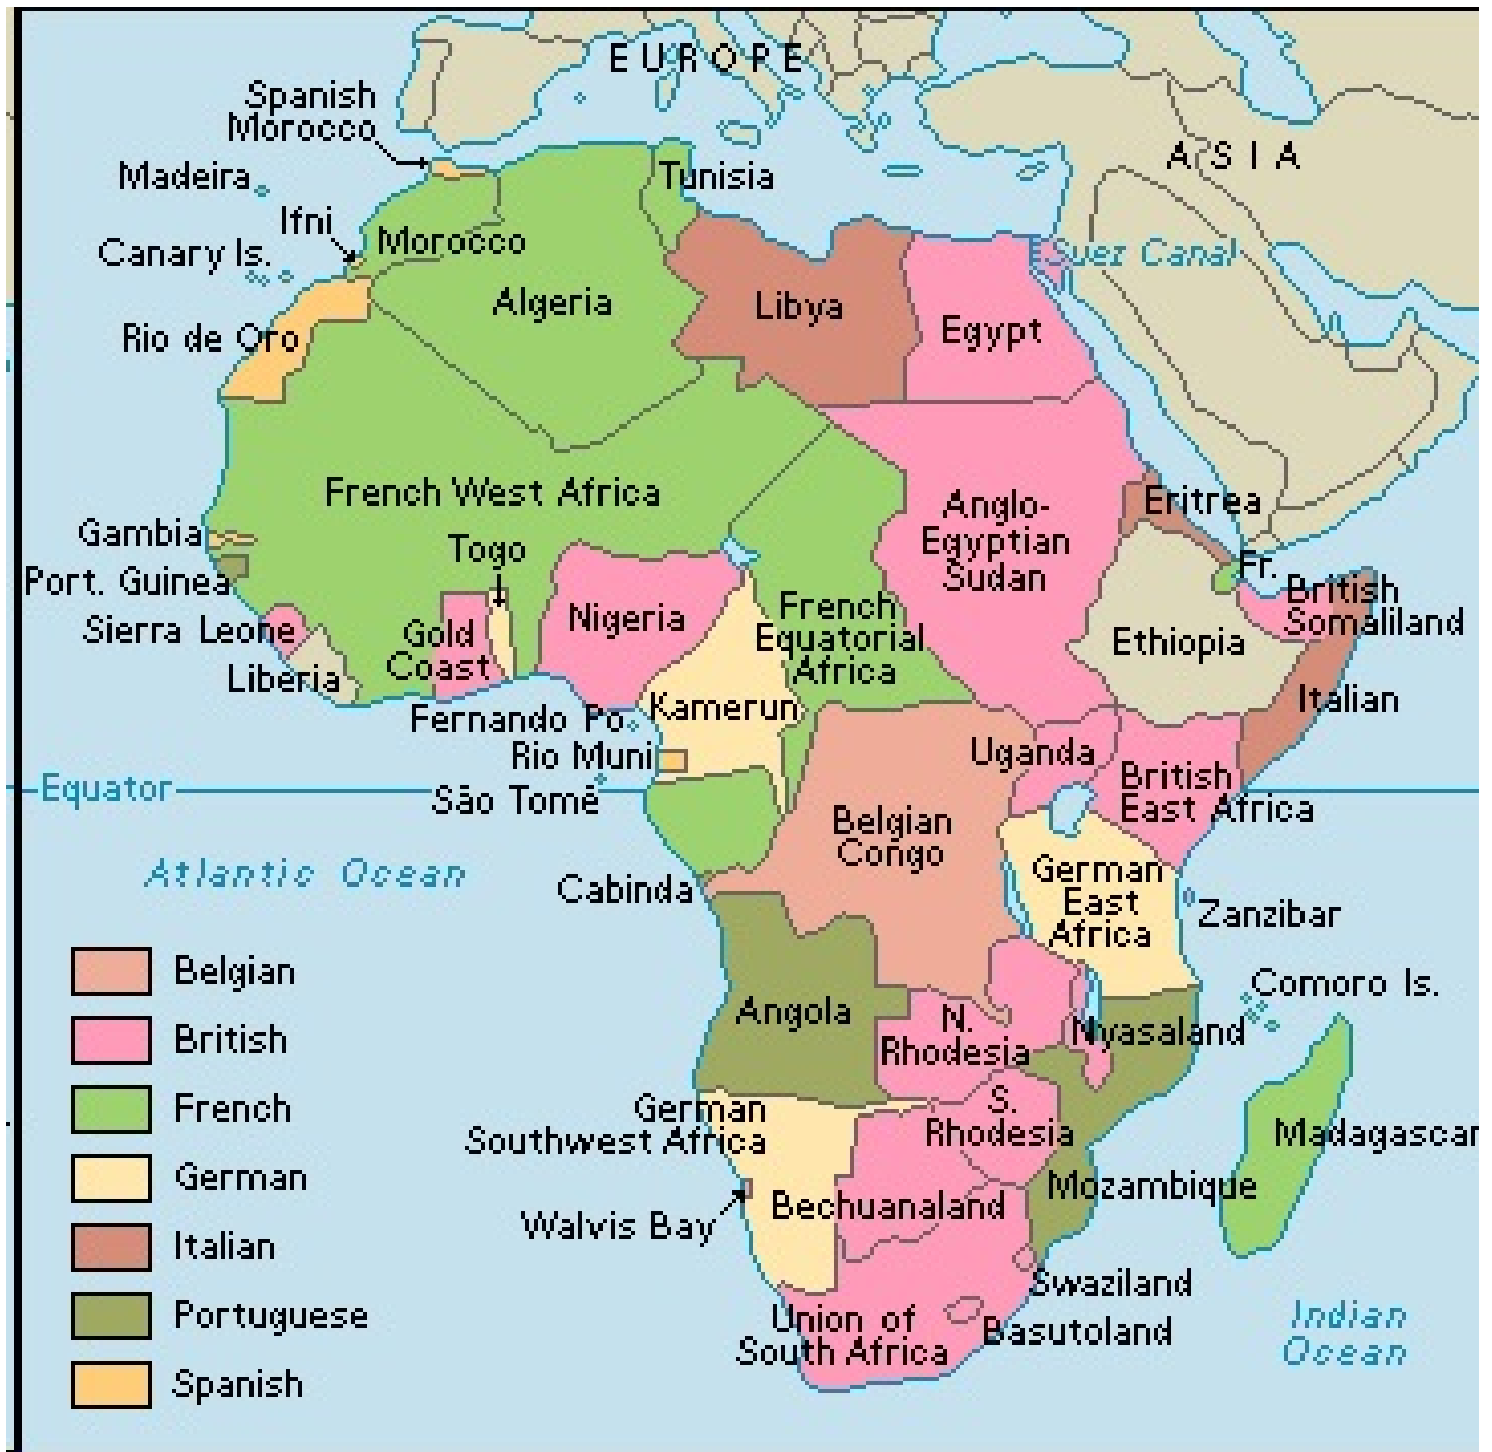 EUROPE
Spanish
Morocco
ASIA
Madeira
Tunisia
Ifni
Morocco
Canary Is.
Suez Canal
Algeria
Libya
Egypt
Rio de Oro
French West Africa
Anglo-
Egyptian
Sudan
Eritrea
Gambia
Togo
Fr.
Port. Guinea
British
Somaliland
Sierra Leone
Gold
Coast
Nigeria
French
Equatorial
Africa
Ethiopia
Liberia
Italian
Fernando Po
Kamerun
Rio Muni
Uganda
British
East Africa
Equator
São Tomé
Belgian
Congo
Atlantic Ocean
Cabinda
German
East
Africa
Zanzibar
Belgian
Comoro Is.
Angola
N.
Rhodesia
Nyasaland
British
French
German
Southwest Africa
S.
Rhodesia
Madagascar
German
Mozambique
Walvis Bay
Bechuanaland
Italian
Swaziland
Portuguese
Union of
South Africa
Basutoland
Indian
Ocean
Spanish